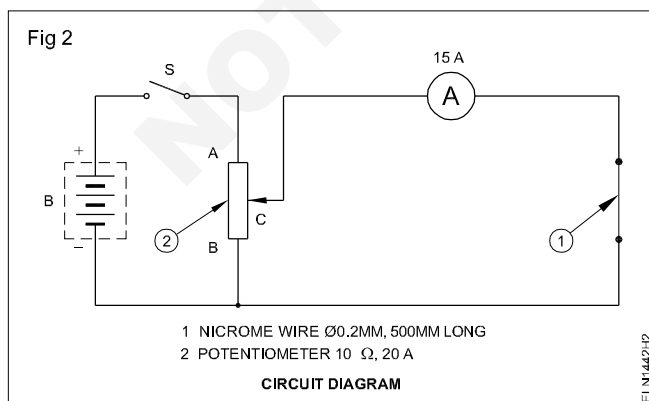 Fig 2
NOT
15 A
S
A
+
A
B
C
2
1
B
–
1 NICROME WIRE Ø0.2MM, 500MM LONG
2 POTENTIOMETER 10 Ω, 20 A
CIRCUIT DIAGRAM
ELN1442H2